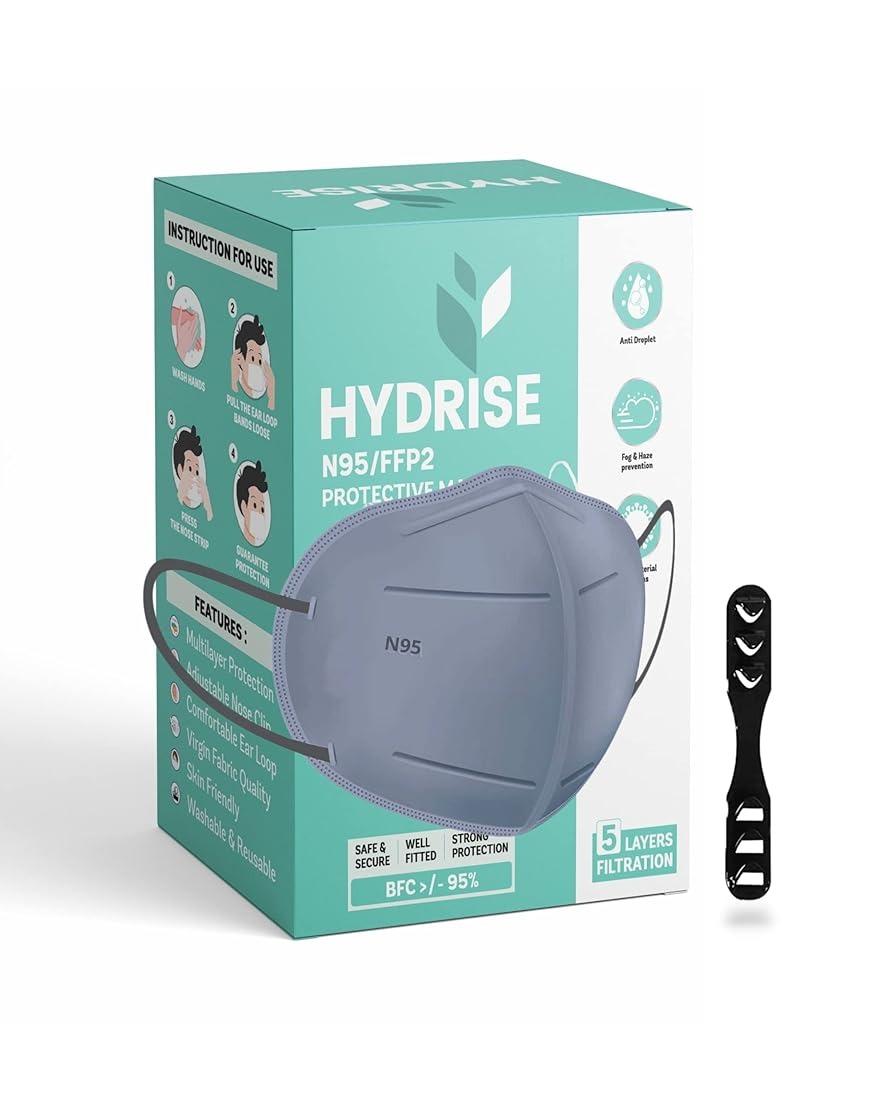 HYDRISE
INSTRUCTION FOR USE
1
WASH HANDS
2
PULL THE EAR LOOP
BANDS LOOSE
3
PRESS
THE NOSE STRIP
4
GUARANTEE
PROTECTION
FEATURES :
Multilayer Protection
Adjustable Nose Clip
Comfortable Ear Loop
Virgin Fabric Quality
Skin Friendly
Washable & Reusable
HYDRISE
N95/FFP2
PROTECTIVE
N95
SAFE &
SECURE
WELL
FITTED
STRONG
PROTECTION
BFC >/- 95%
Anti Droplet
Fog & Haze
prevention
5 LAYERS
FILTRATION